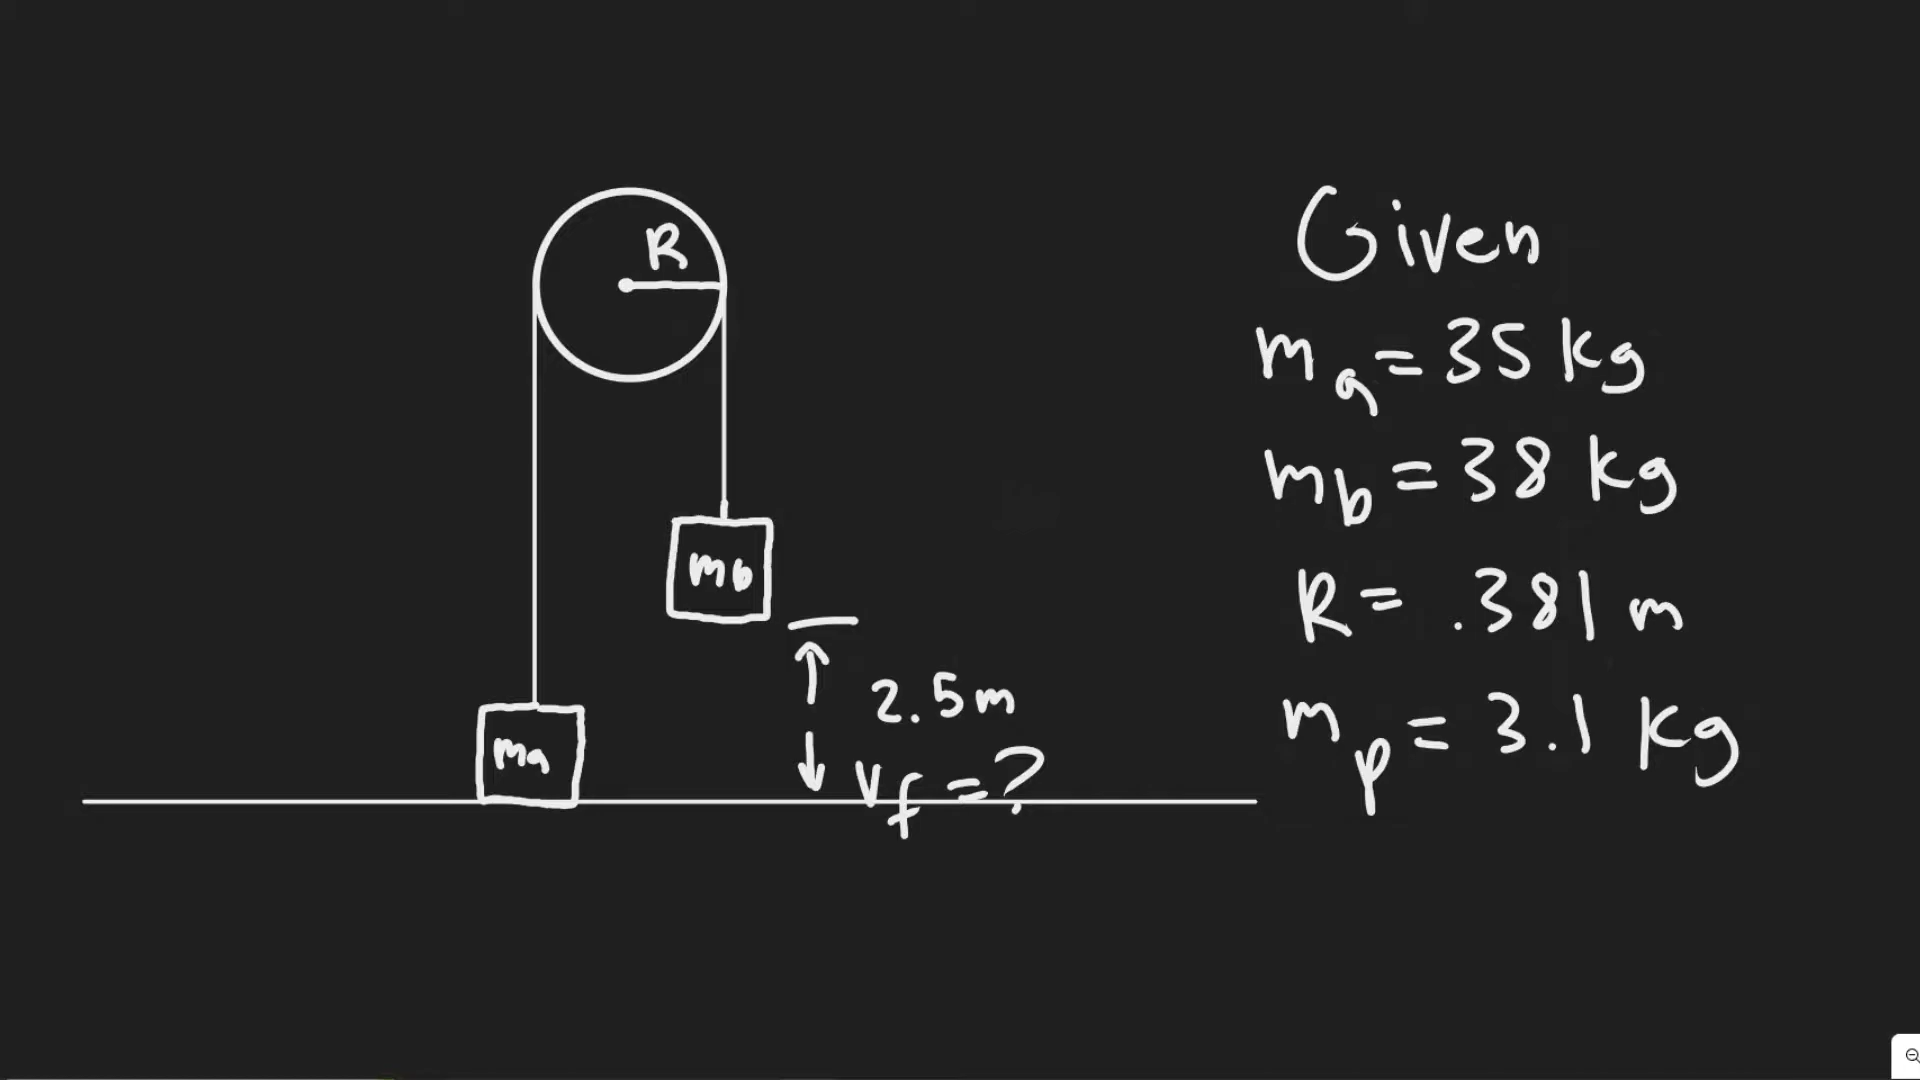 R
mb
ma
2.5m
vf = ?
Given
ma = 35 kg
mb = 38 kg
R = .381 m
mp = 3.1 kg